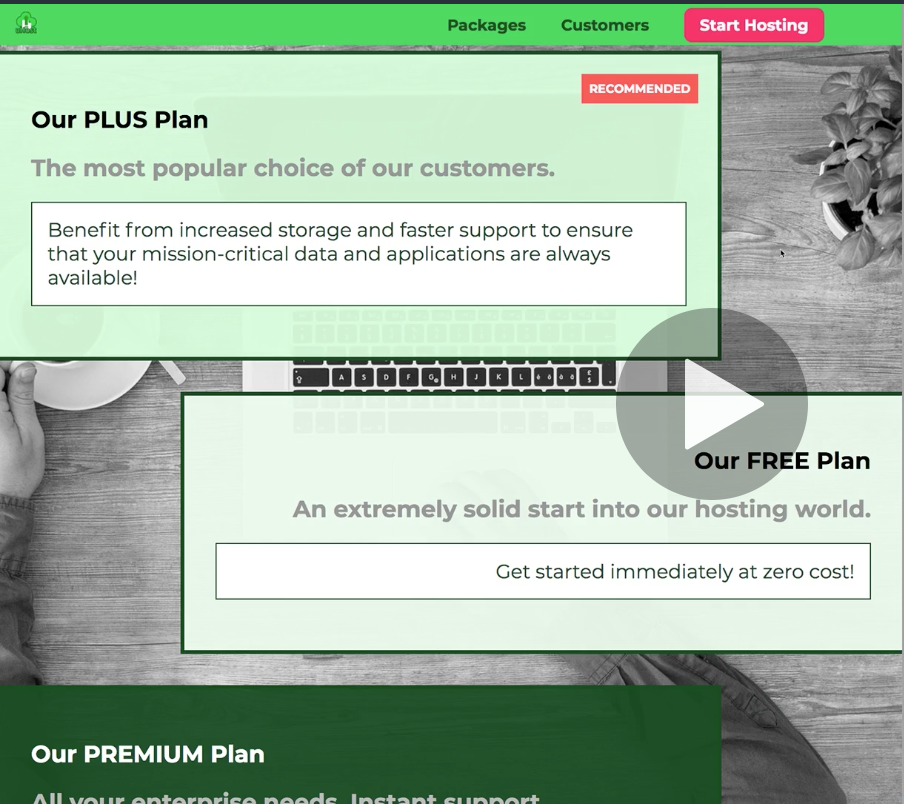 Packages Customers Start Hosting
RECOMMENDED
Our PLUS Plan
The most popular choice of our customers.
Benefit from increased storage and faster support to ensure
that your mission-critical data and applications are always
available!
A S D F G H J K L
Our FREE Plan
An extremely solid start into our hosting world.
Get started immediately at zero cost!
Our PREMIUM Plan
All your enterprise needs. Instant support